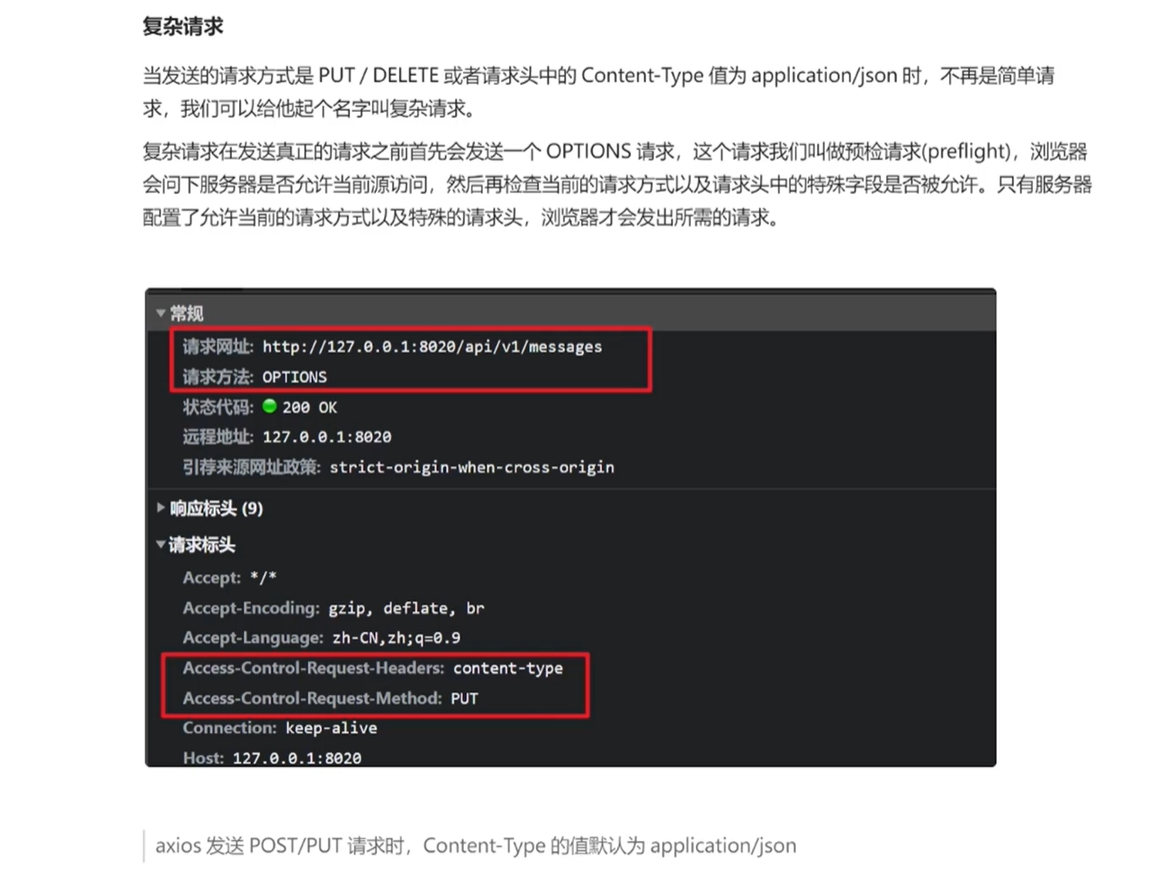 复杂请求
当发送的请求方式是 PUT / DELETE 或者请求头中的 Content-Type 值为 application/json 时，不再是简单请
求，我们可以给他起个名字叫复杂请求。
复杂请求在发送真正的请求之前首先会发送一个 OPTIONS 请求，这个请求我们叫做预检请求(preflight)，浏览器
会问下服务器是否允许当前源访问，然后再检查当前的请求方式以及请求头中的特殊字段是否被允许。只有服务器
配置了允许当前的请求方式以及特殊的请求头，浏览器才会发出所需的请求。
常规
请求网址: http://127.0.0.1:8020/api/v1/messages
请求方法: OPTIONS
状态代码: 200 OK
远程地址: 127.0.0.1:8020
引荐来源网址政策: strict-origin-when-cross-origin
响应标头 (9)
请求标头
Accept: */*
Accept-Encoding: gzip, deflate, br
Accept-Language: zh-CN,zh;q=0.9
Access-Control-Request-Headers: content-type
Access-Control-Request-Method: PUT
Connection: keep-alive
Host: 127.0.0.1:8020
axios 发送 POST/PUT 请求时，Content-Type 的值默认为 application/json